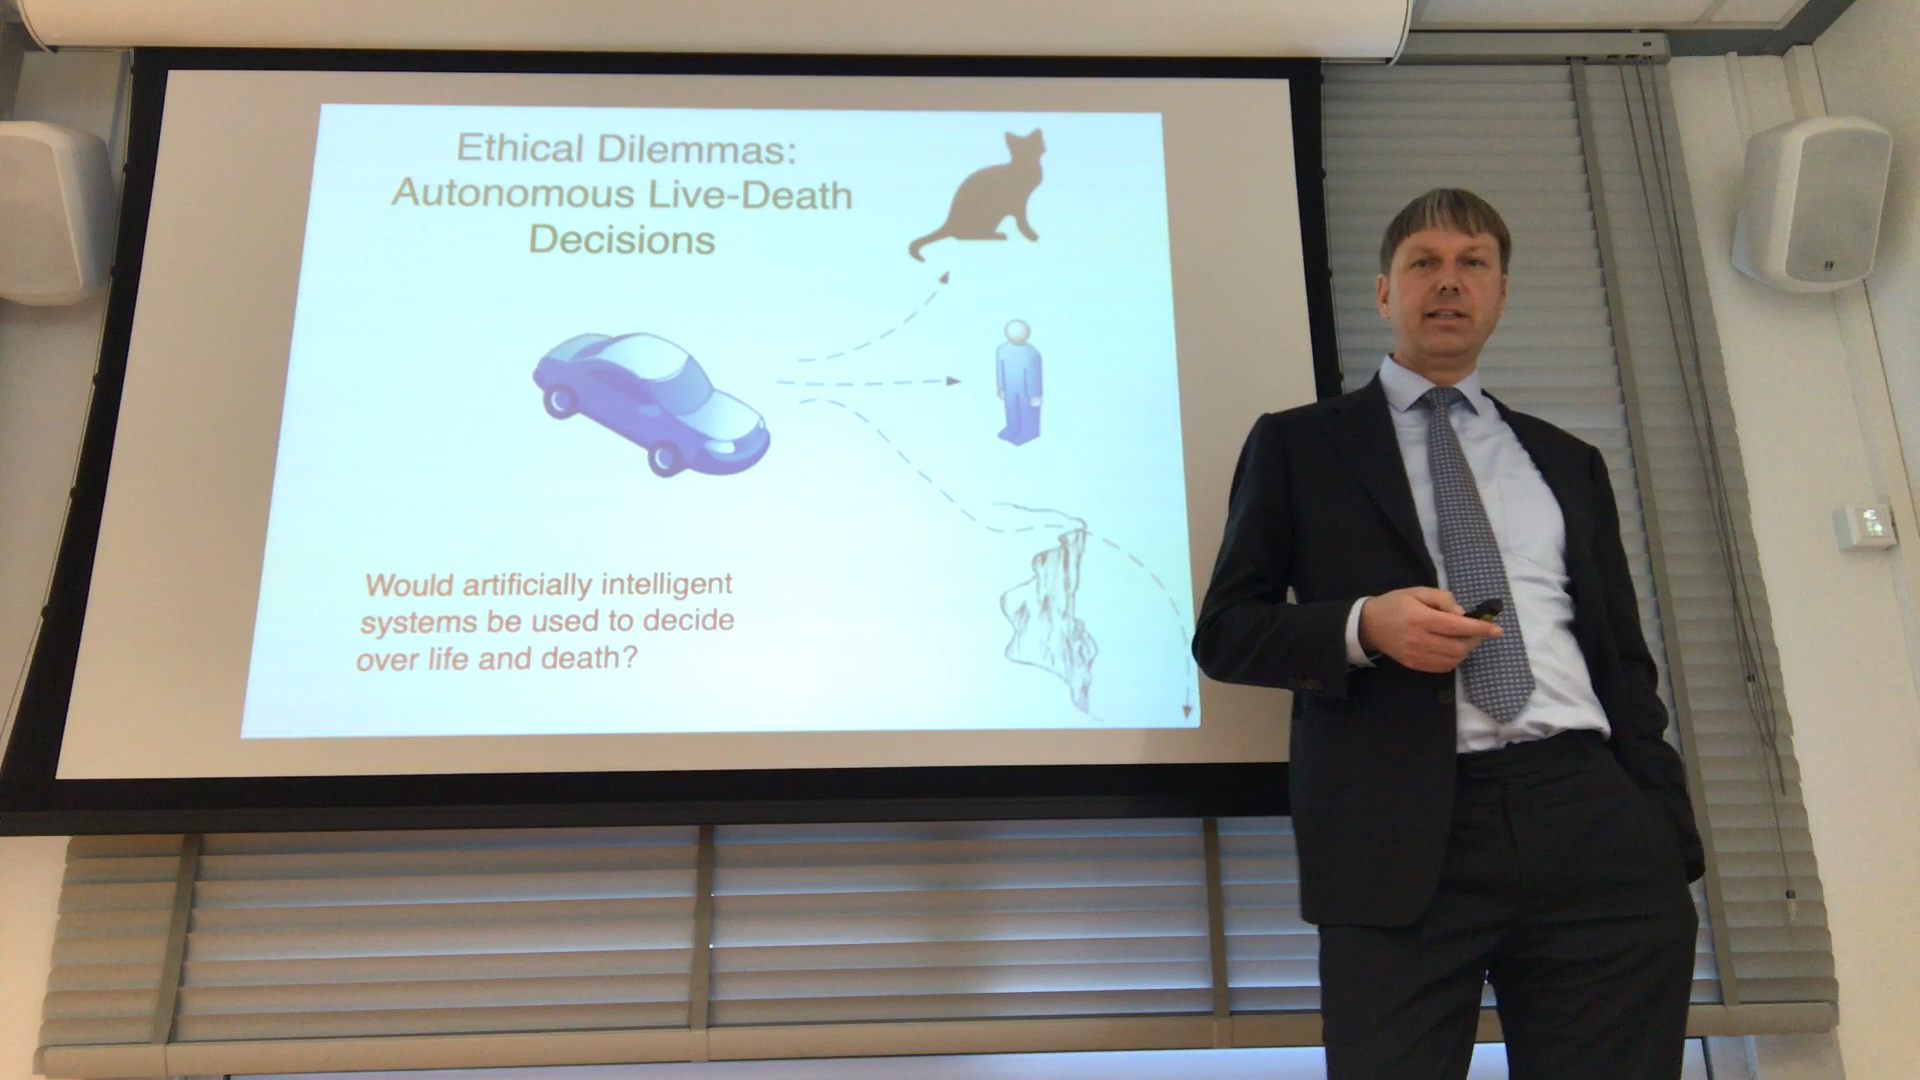 Ethical Dilemmas:
Autonomous Live-Death
Decisions
Would artificially intelligent
systems be used to decide
over life and death?